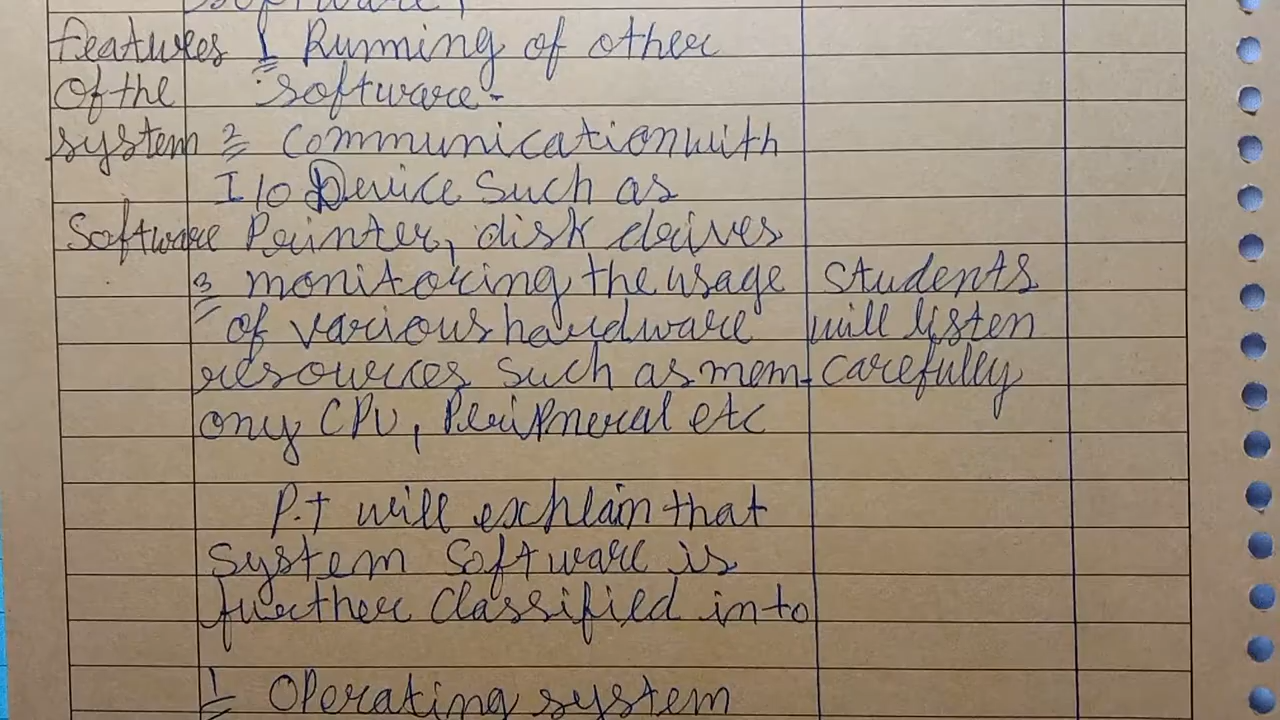 software,
features 1 Running of other
of the software.
system 2 Communication with
I/O Device such as
Software Printer, disk drives
3 monitoring the usage students
of various hardware will listen
resources such as mem- carefully
ory CPU, Peripheral etc
P.t will exhlain that
system software is
further classified into
1 Operating system